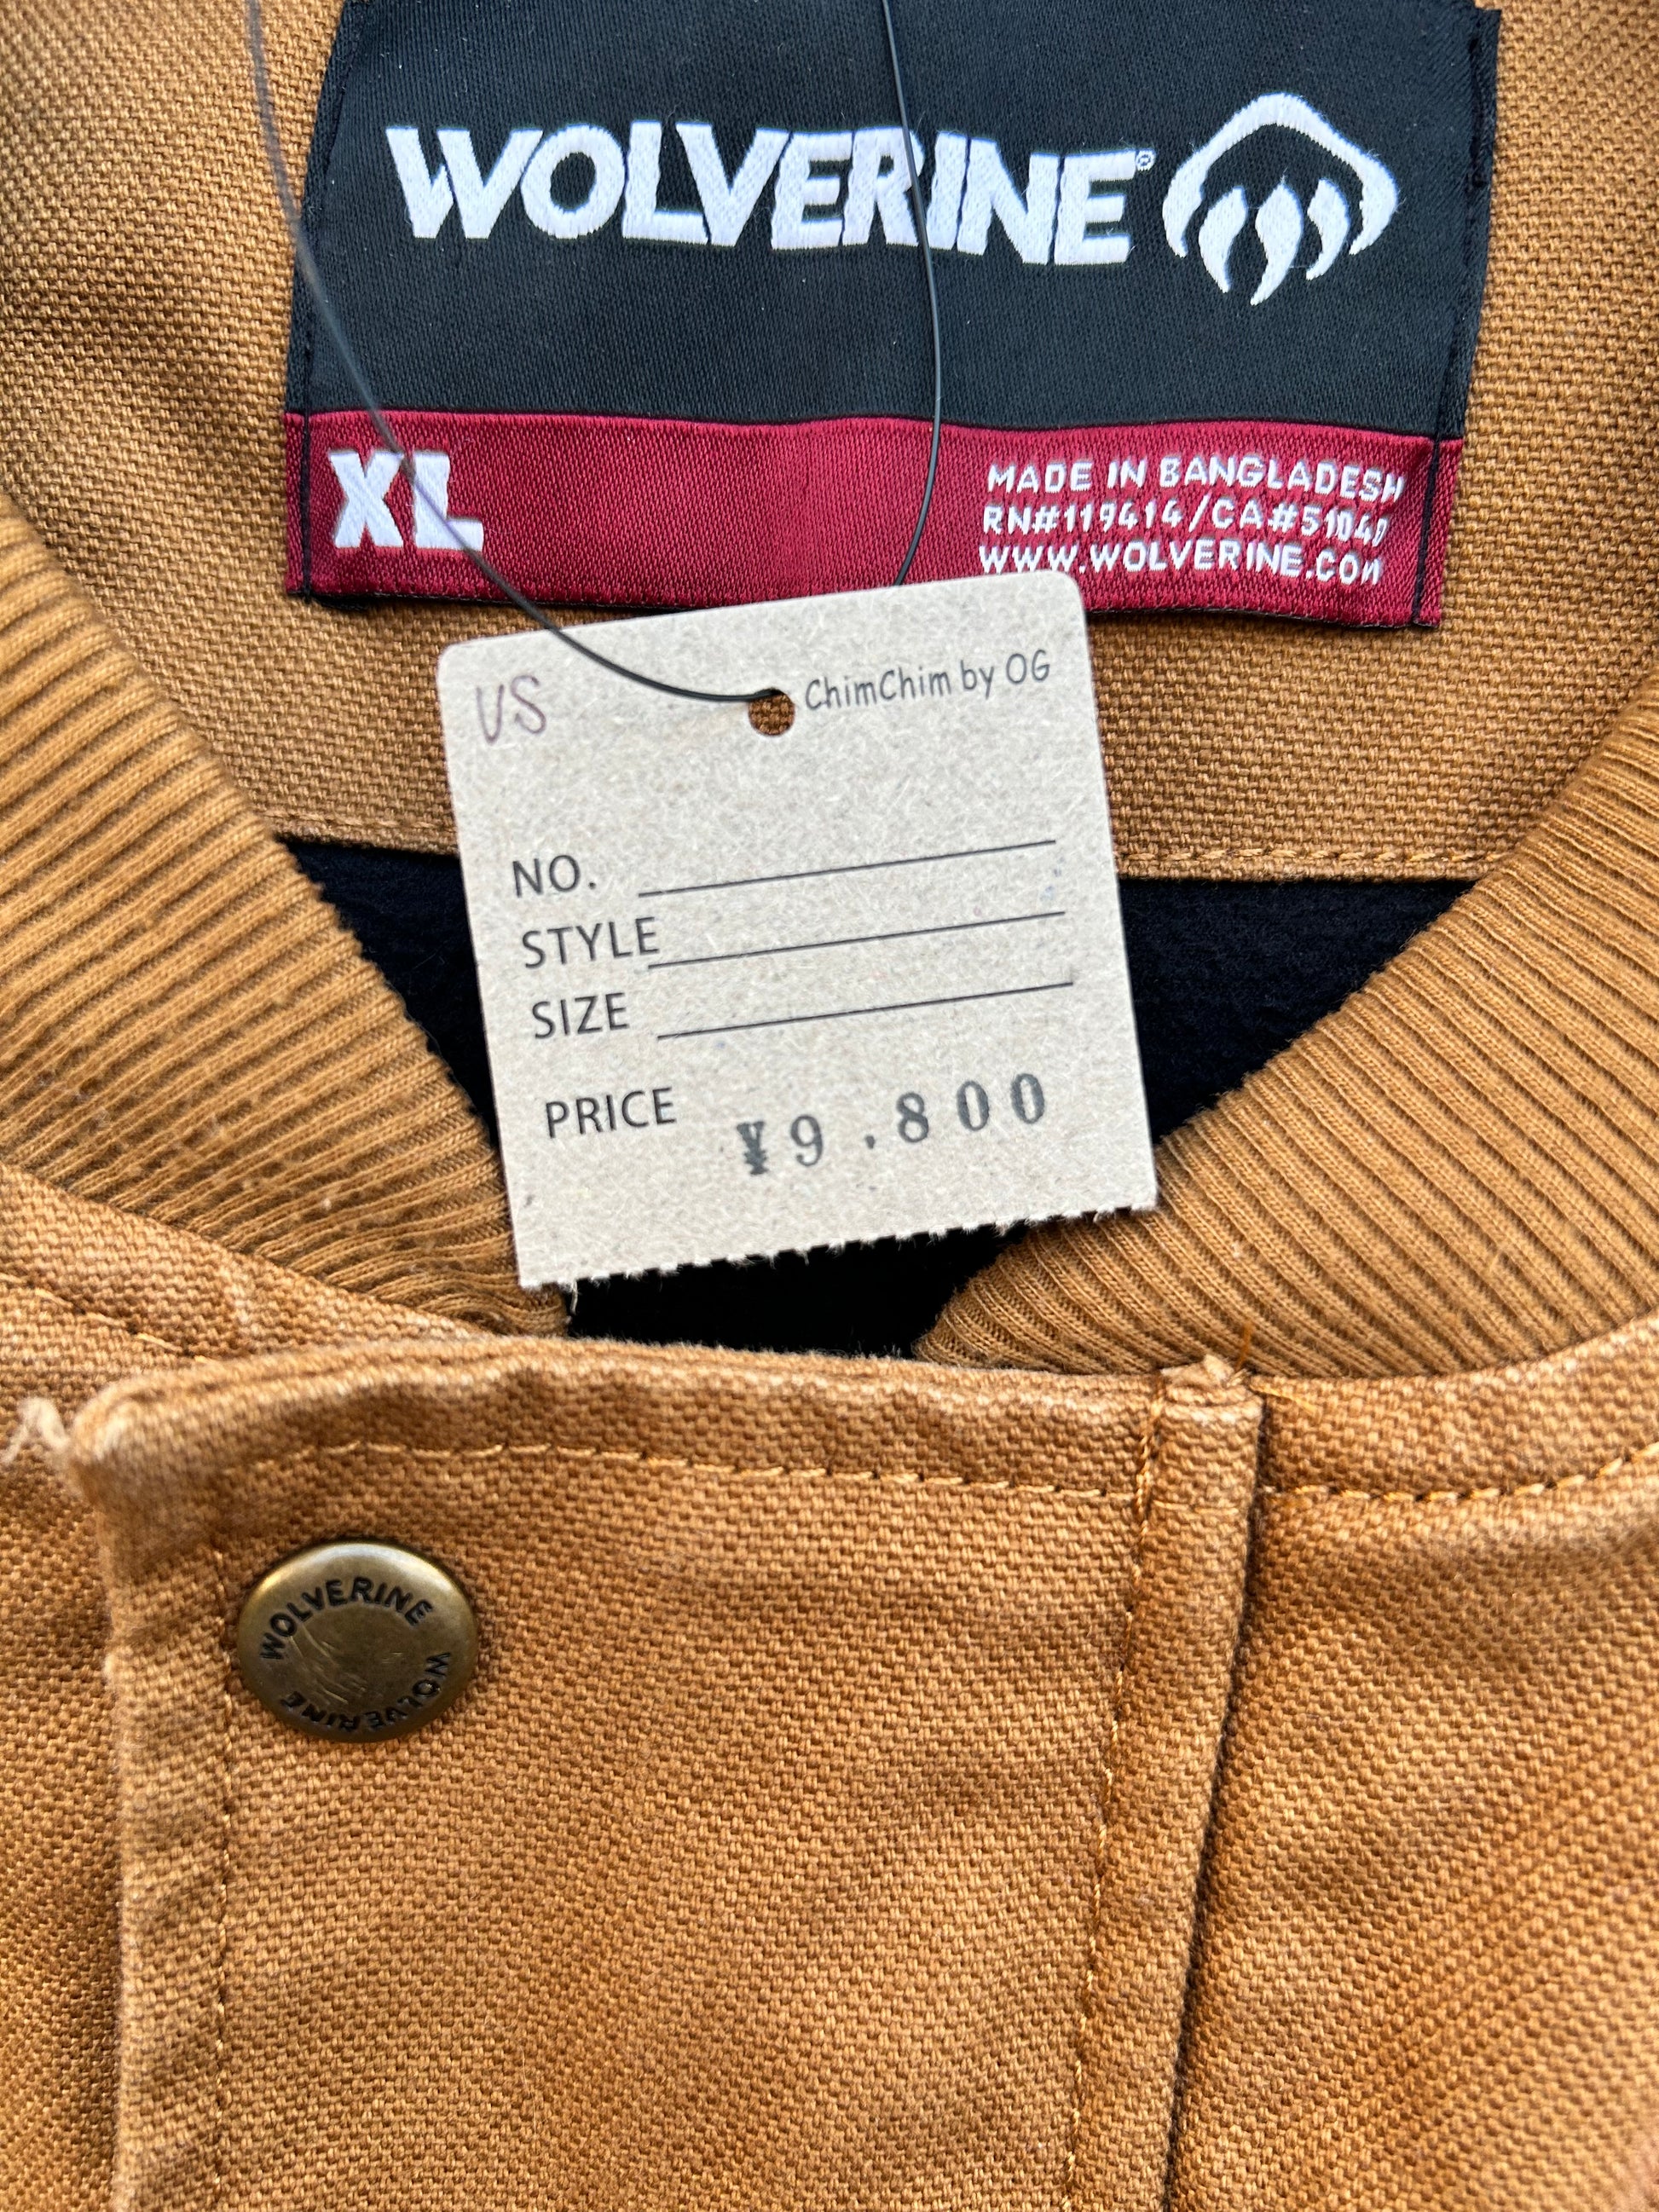 WOLVERINE®
XL
MADE IN BANGLADESH
RN#119414/CA#51040
WWW.WOLVERINE.COM
US
ChimChim by OG
NO.
STYLE
SIZE
PRICE ¥9,800
WOLVERINE
WOLVERINE